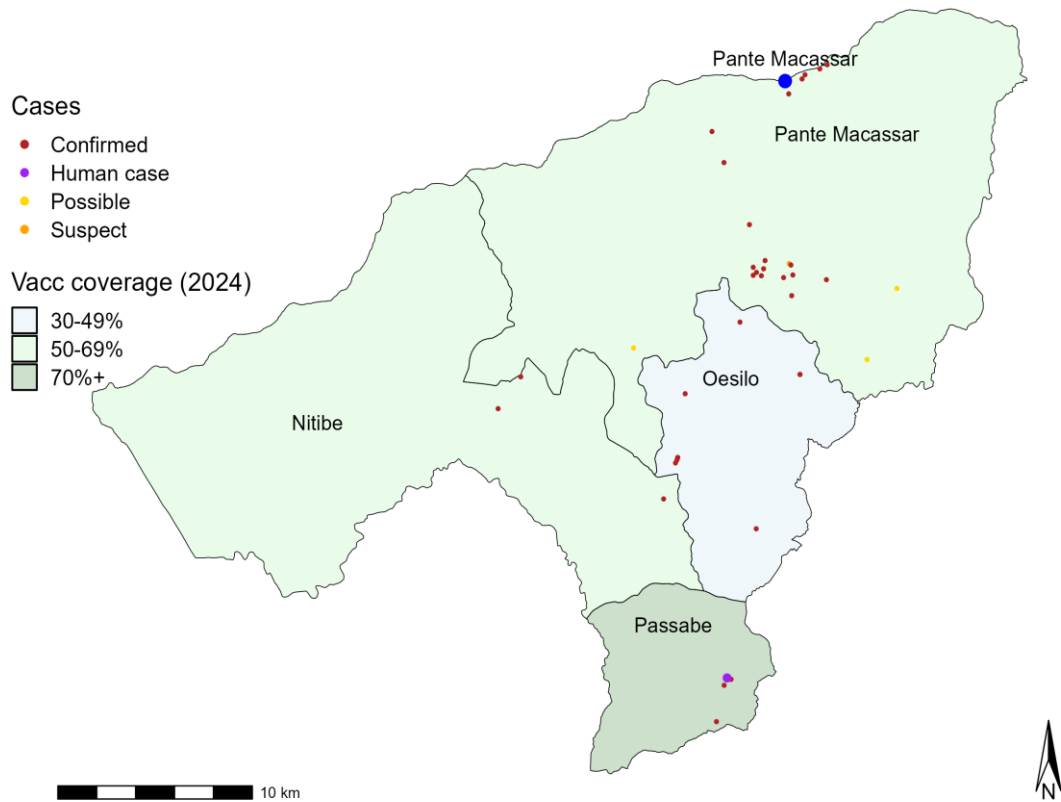 Pante Macassar
Cases
Confirmed
Human case
Possible
Suspect
Pante Macassar
Vacc coverage (2024)
30-49%
50-69%
70%+
Oesilo
Nitibe
Passabe
10 km
N